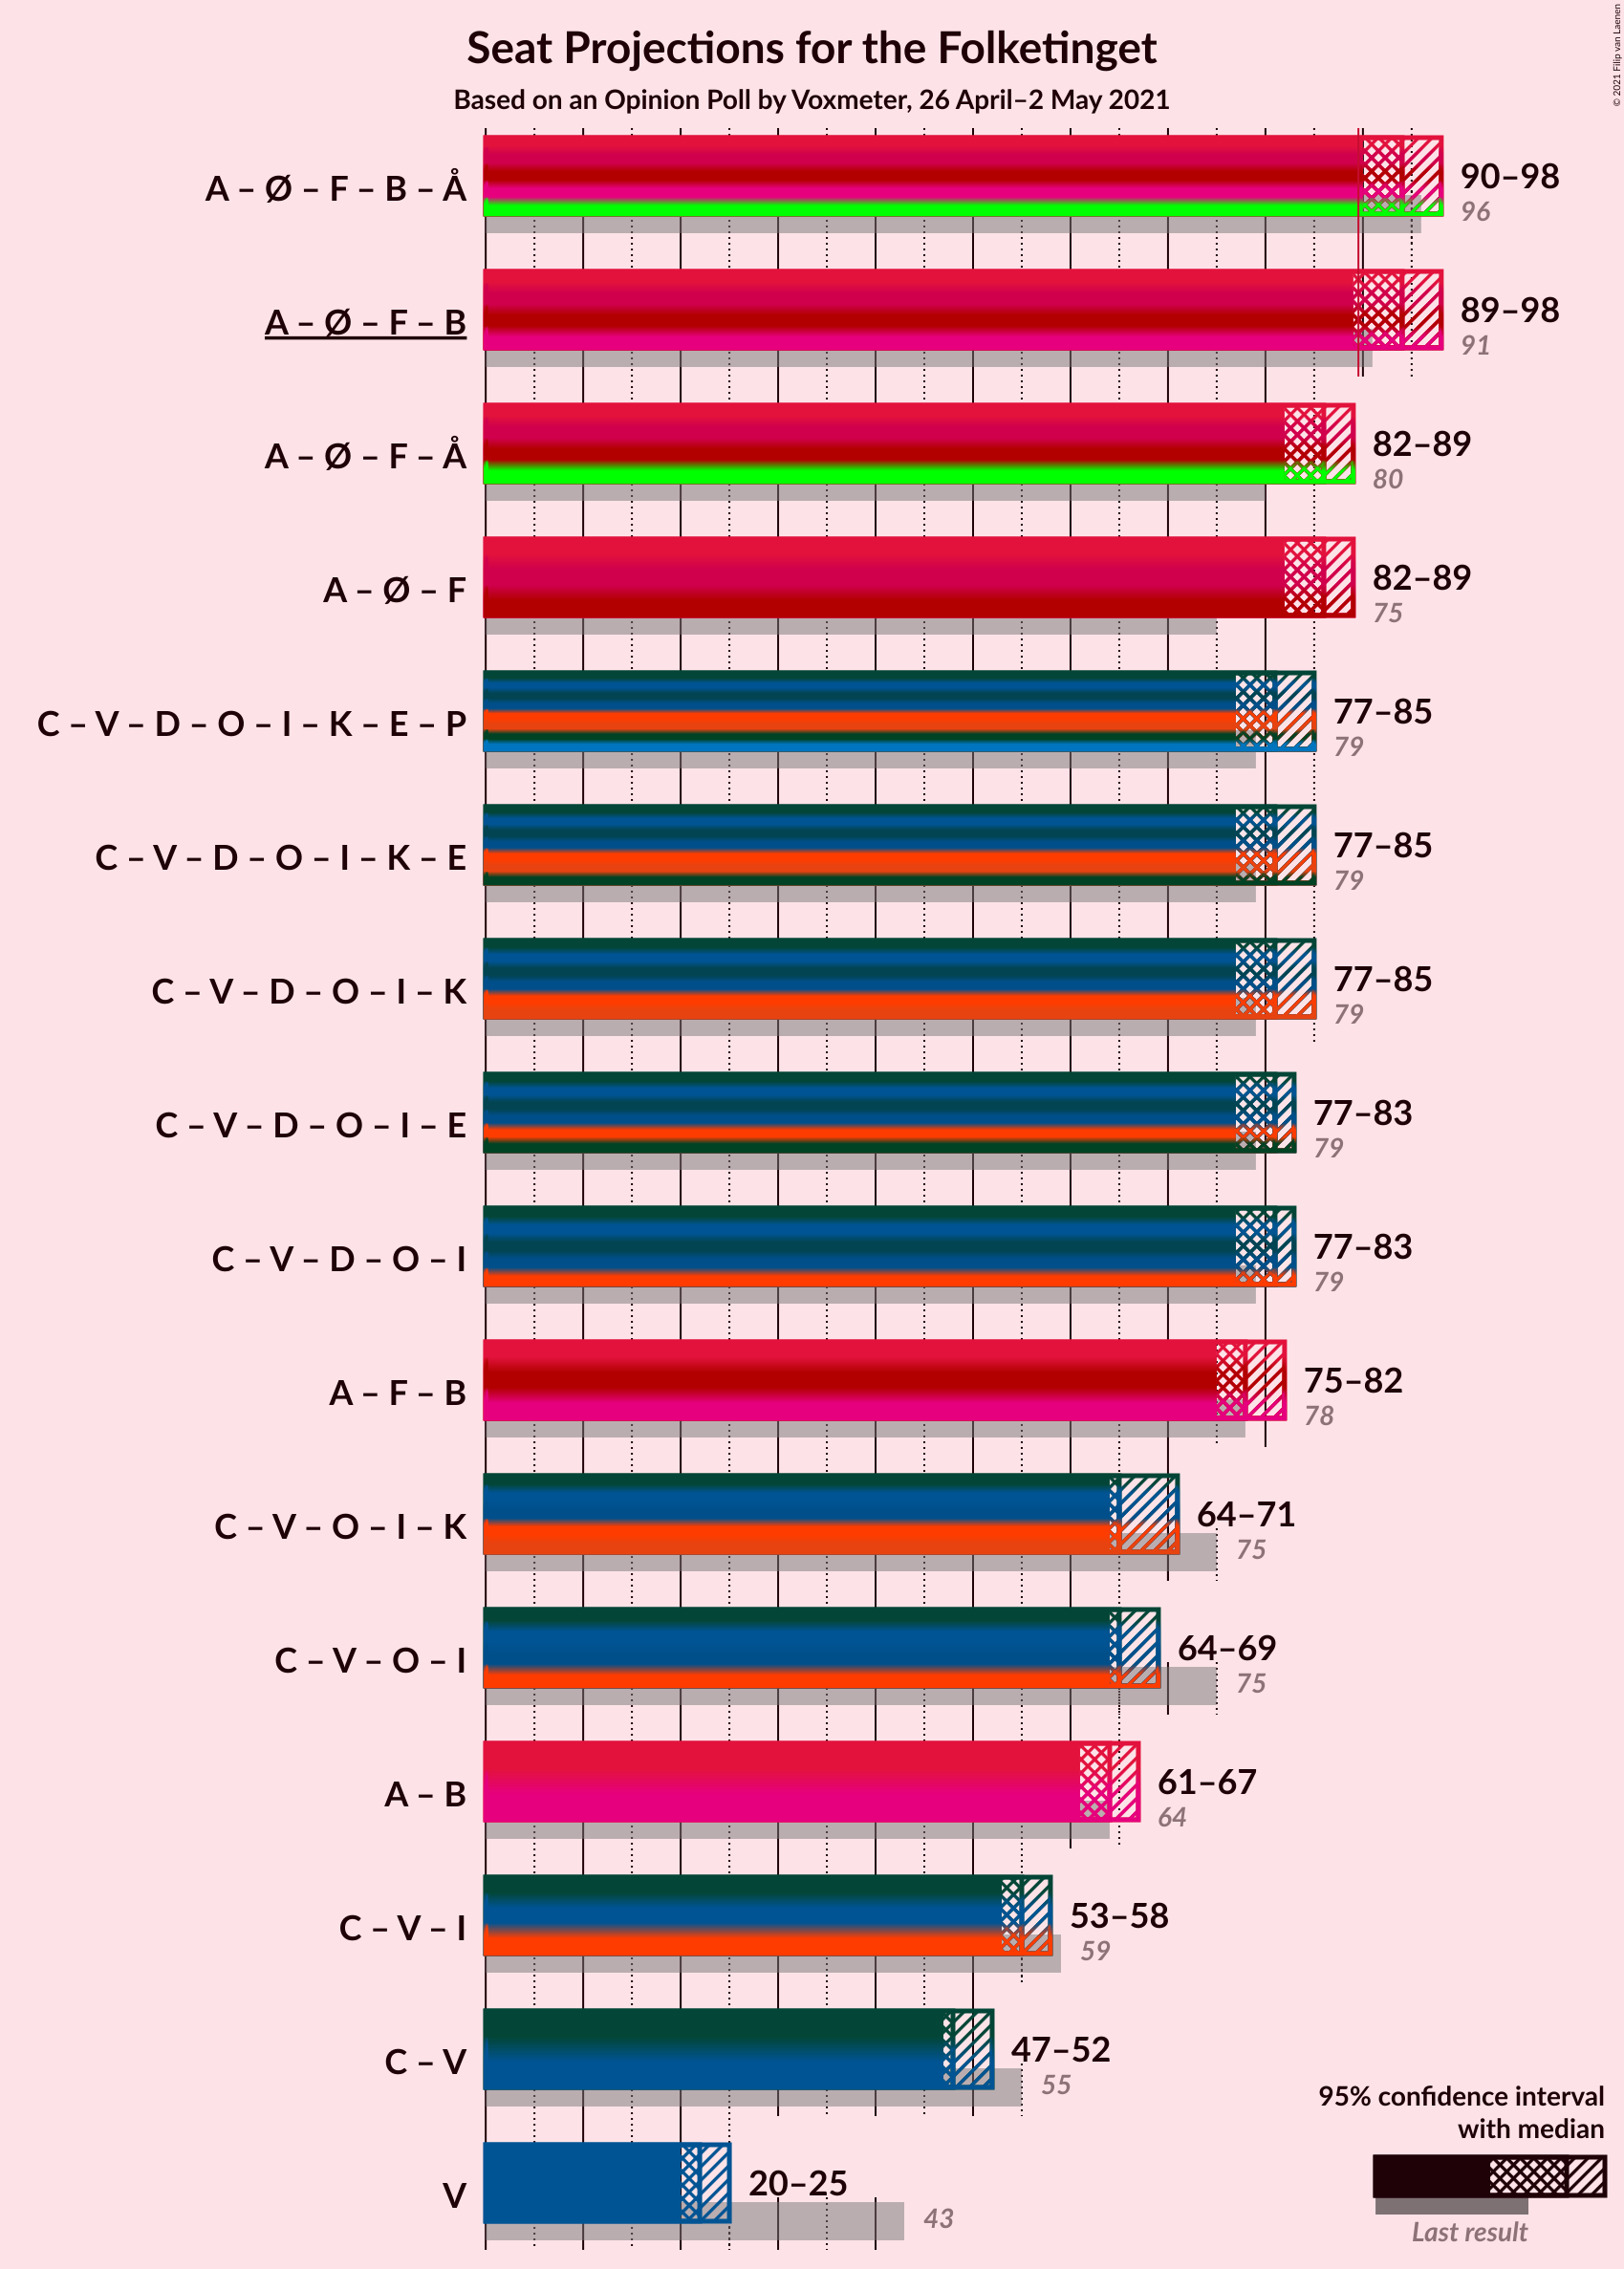 Seat Projections for the Folketinget
Based on an Opinion Poll by Voxmeter, 26 April–2 May 2021
© 2021 Filip van Laenen
A – Ø – F – B – Å
90–98
96
A – Ø – F – B
89–98
91
A – Ø – F – Å
82–89
80
A – Ø – F
82–89
75
C – V – D – O – I – K – E – P
77–85
79
C – V – D – O – I – K – E
77–85
79
C – V – D – O – I – K
77–85
79
C – V – D – O – I – E
77–83
79
C – V – D – O – I
77–83
79
A – F – B
75–82
78
C – V – O – I – K
64–71
75
C – V – O – I
64–69
75
A – B
61–67
64
C – V – I
53–58
59
C – V
47–52
55
V
20–25
43
95% confidence interval
with median
Last result